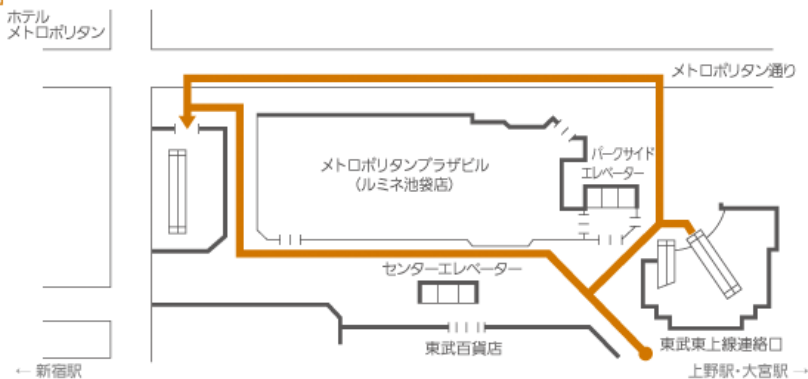 ホテル
メトロポリタン
メトロポリタン通り
メトロポリタンプラザビル
（ルミネ池袋店）
パークサイド
エレベーター
センターエレベーター
東武百貨店
東武東上線連絡口
← 新宿駅
上野駅・大宮駅 →